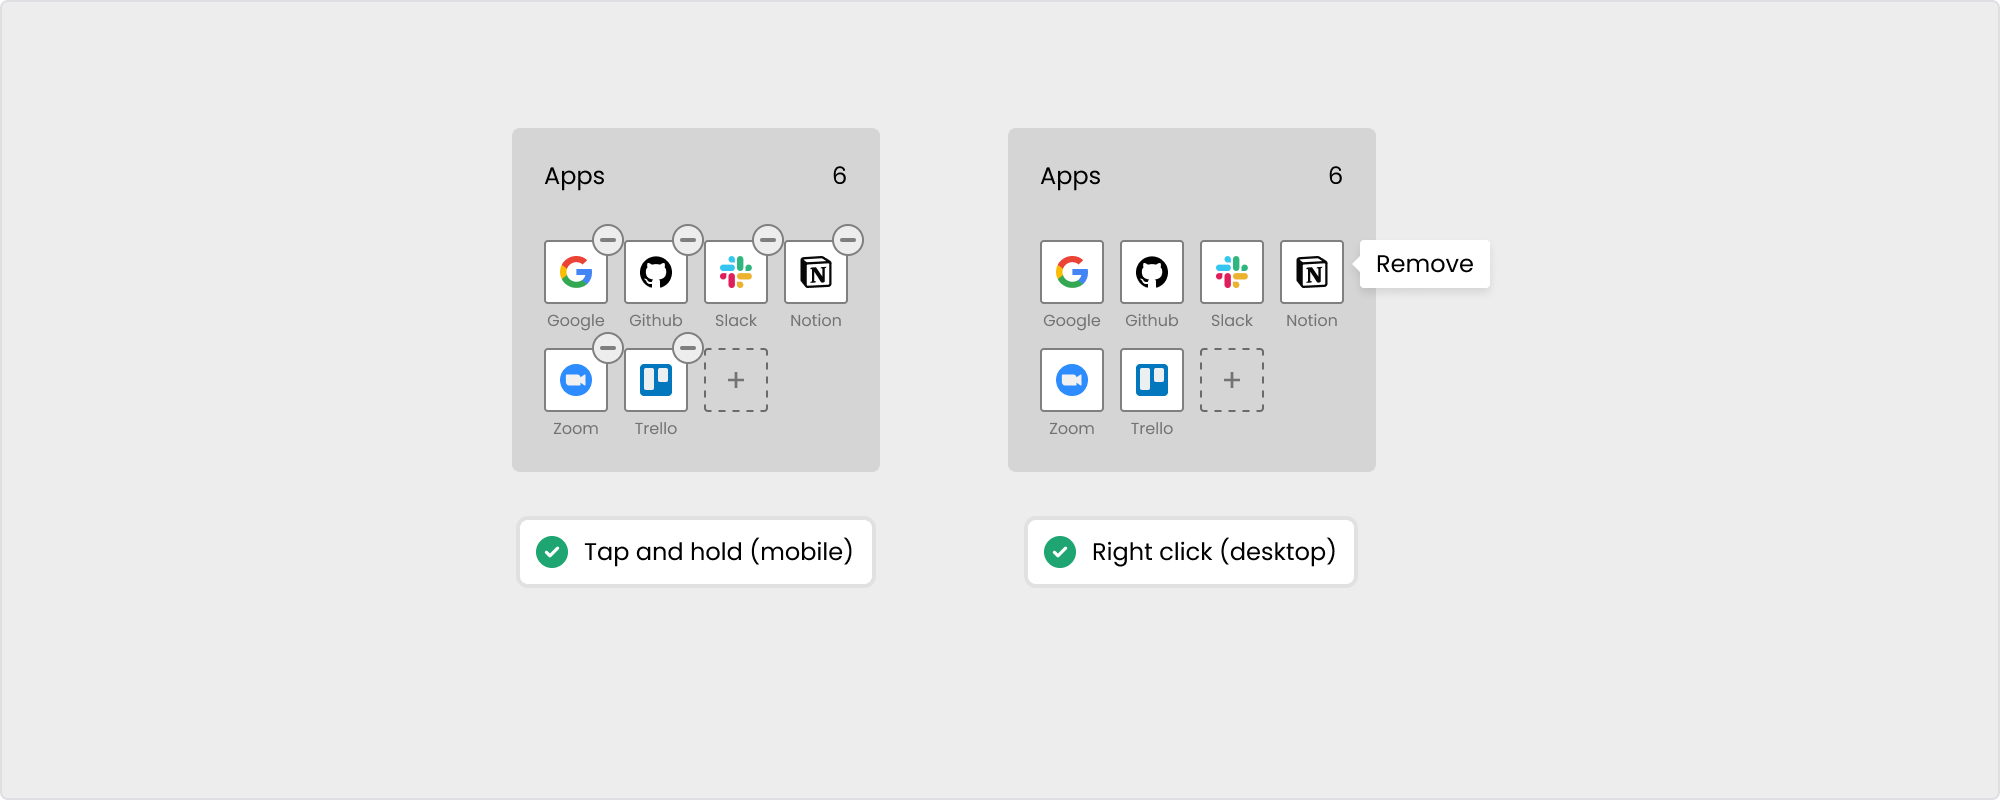 Apps 6
Google Github Slack Notion
Zoom Trello
Tap and hold (mobile)
Apps 6
Google Github Slack Notion
Remove
Zoom Trello
Right click (desktop)